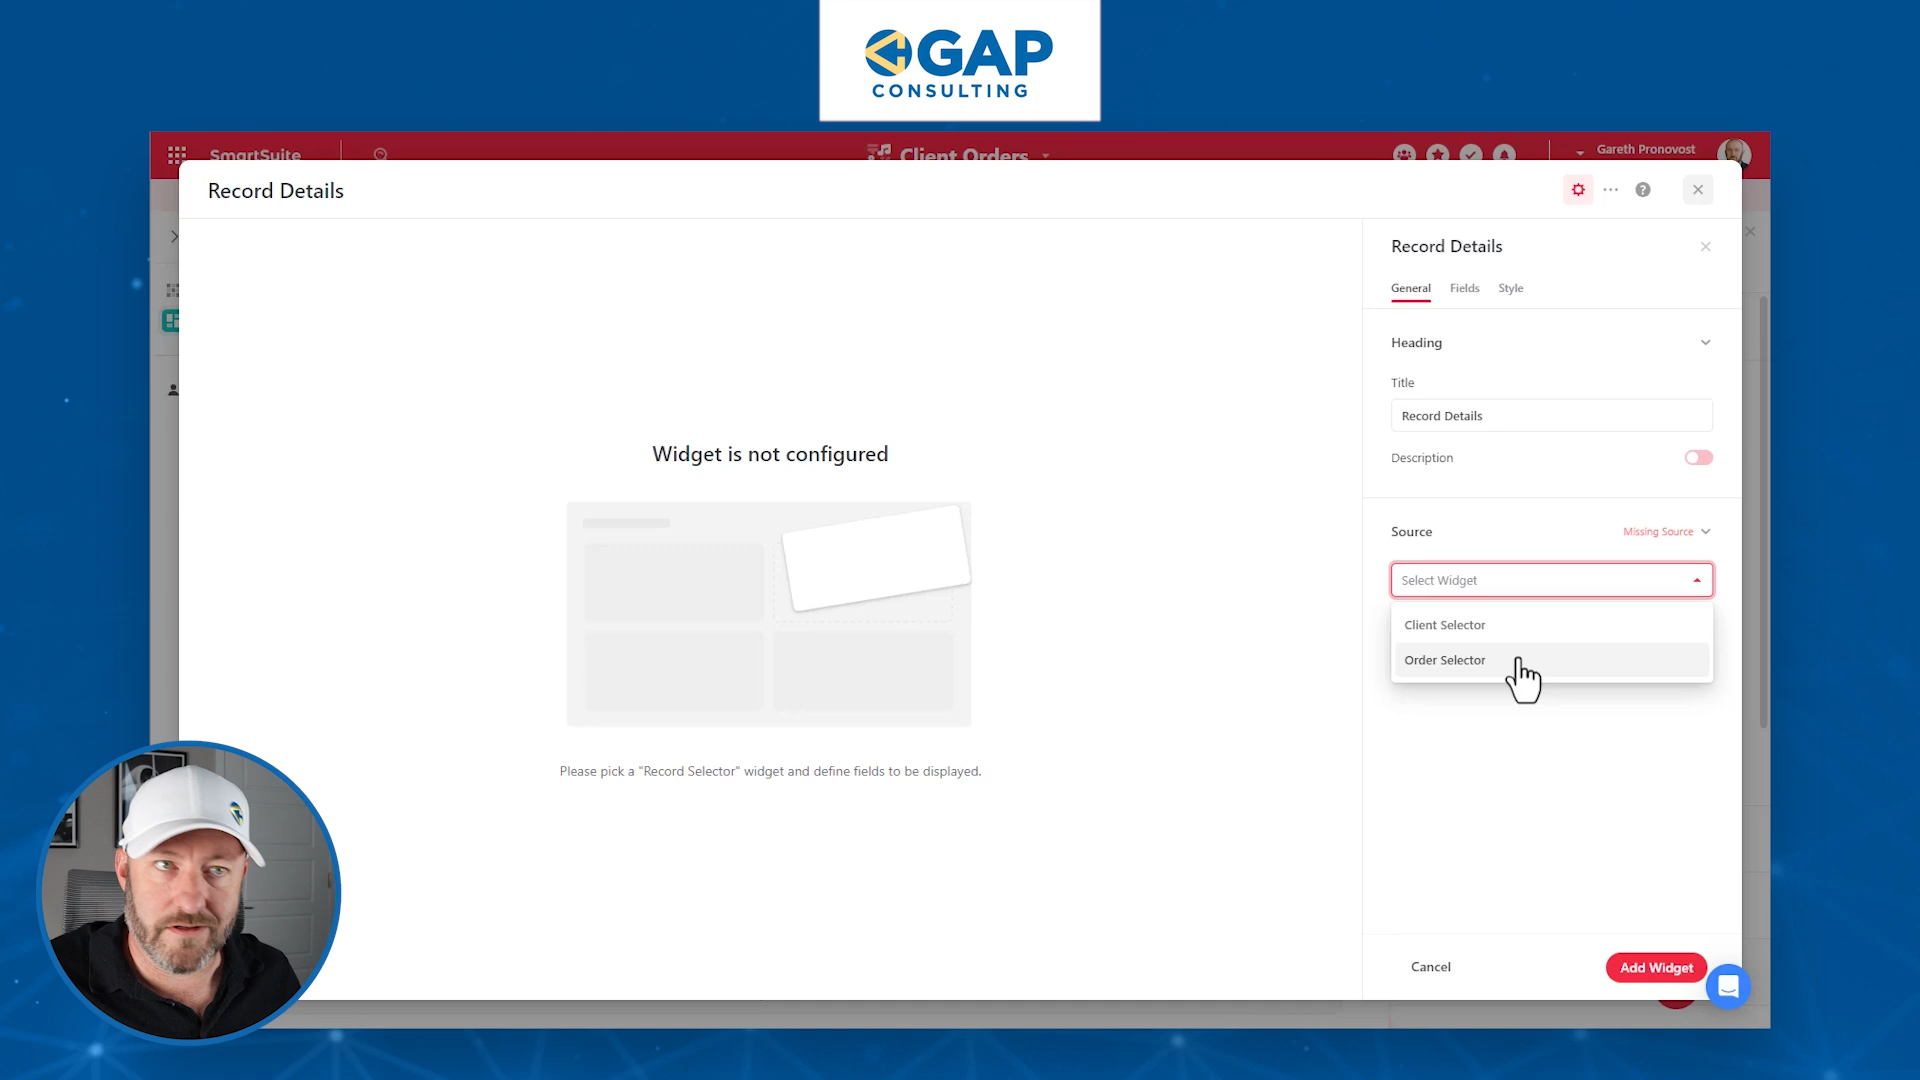 GAP
CONSULTING
SmartSuite
Client Orders
Gareth Pronovost
Record Details
Record Details
General Fields Style
Heading
Title
Record Details
Description
Widget is not configured
Source
Missing Source
Select Widget
Client Selector
Order Selector
Please pick a "Record Selector" widget and define fields to be displayed.
Cancel
Add Widget